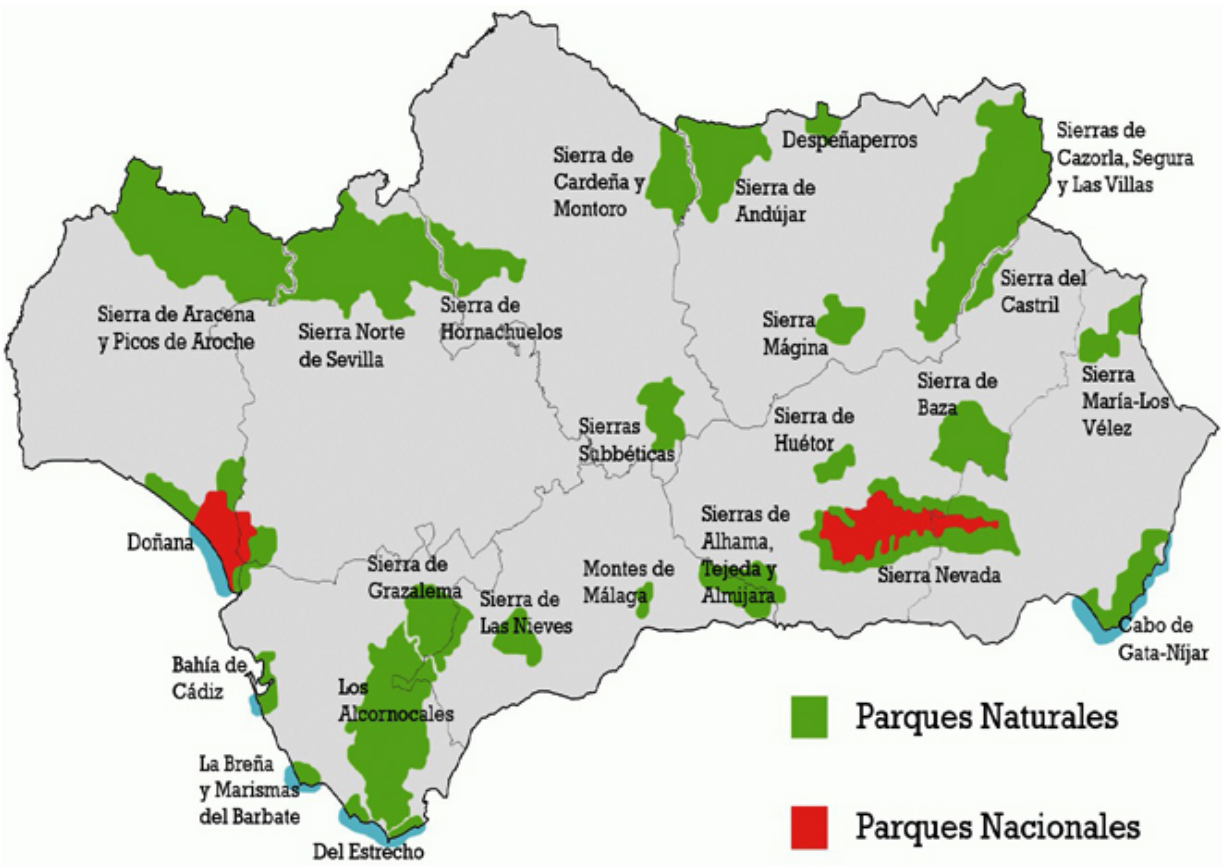 Despeñaperros
Sierras de
Cazorla, Segura
y Las Villas
Sierra de
Cardeña y
Montoro
Sierra de
Andújar
Sierra del
Castril
Sierra de Aracena
y Picos de Aroche
Sierra Norte
de Sevilla
Sierra de
Hornachuelos
Sierra
Mágina
Sierra
María-Los
Vélez
Sierra de
Baza
Sierra de
Huétor
Sierras
Subbéticas
Doñana
Sierras de
Alhama,
Tejeda y
Almijara
Sierra Nevada
Sierra de
Grazalema
Sierra de
Las Nieves
Montes de
Málaga
Cabo de
Gata-Níjar
Bahía de
Cádiz
Los
Alcornocales
La Breña
y Marismas
del Barbate
Del Estrecho
Parques Naturales
Parques Nacionales